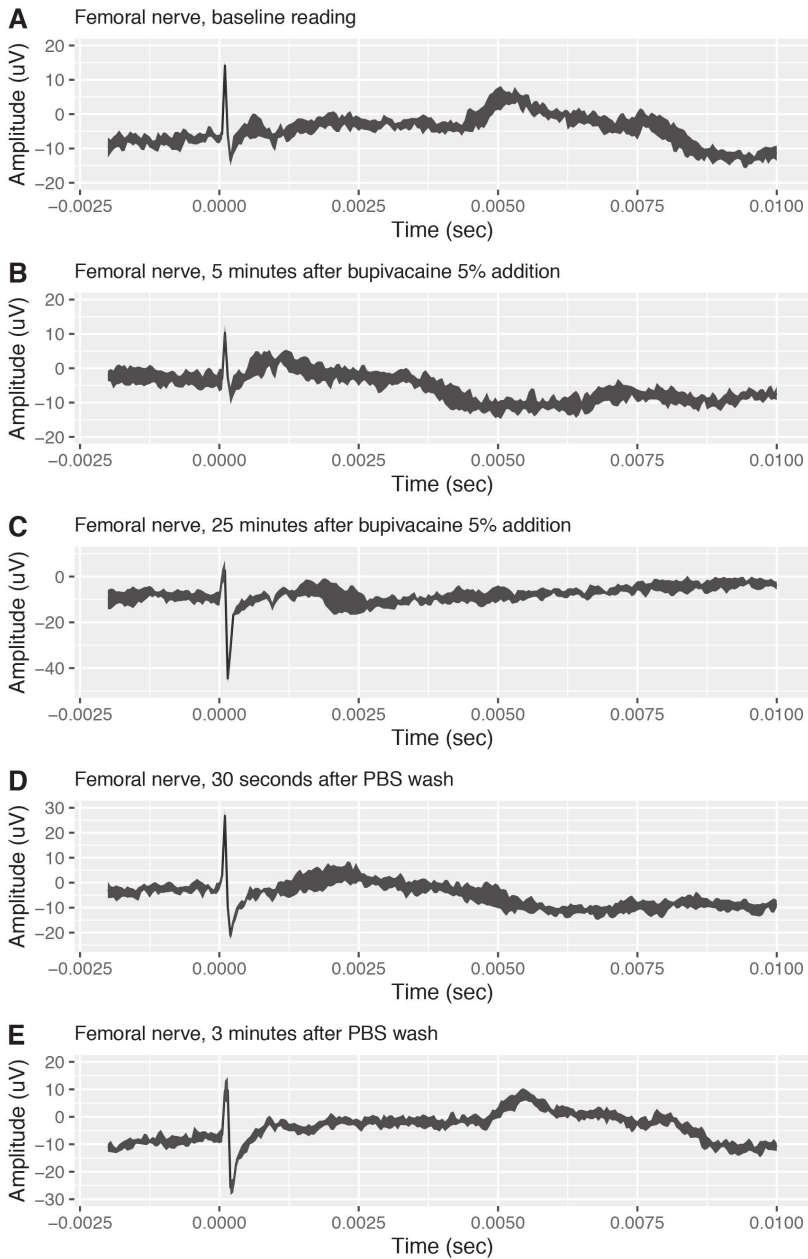 A Femoral nerve, baseline reading
Amplitude (uV)
20
10
0
−10
−20
−0.0025 0.0000 0.0025 0.0050 0.0075 0.0100
Time (sec)
B Femoral nerve, 5 minutes after bupivacaine 5% addition
Amplitude (uV)
20
10
0
−10
−20
−0.0025 0.0000 0.0025 0.0050 0.0075 0.0100
Time (sec)
C Femoral nerve, 25 minutes after bupivacaine 5% addition
Amplitude (uV)
0
−20
−40
−0.0025 0.0000 0.0025 0.0050 0.0075 0.0100
Time (sec)
D Femoral nerve, 30 seconds after PBS wash
Amplitude (uV)
30
20
10
0
−10
−20
−0.0025 0.0000 0.0025 0.0050 0.0075 0.0100
Time (sec)
E Femoral nerve, 3 minutes after PBS wash
Amplitude (uV)
20
10
0
−10
−20
−30
−0.0025 0.0000 0.0025 0.0050 0.0075 0.0100
Time (sec)